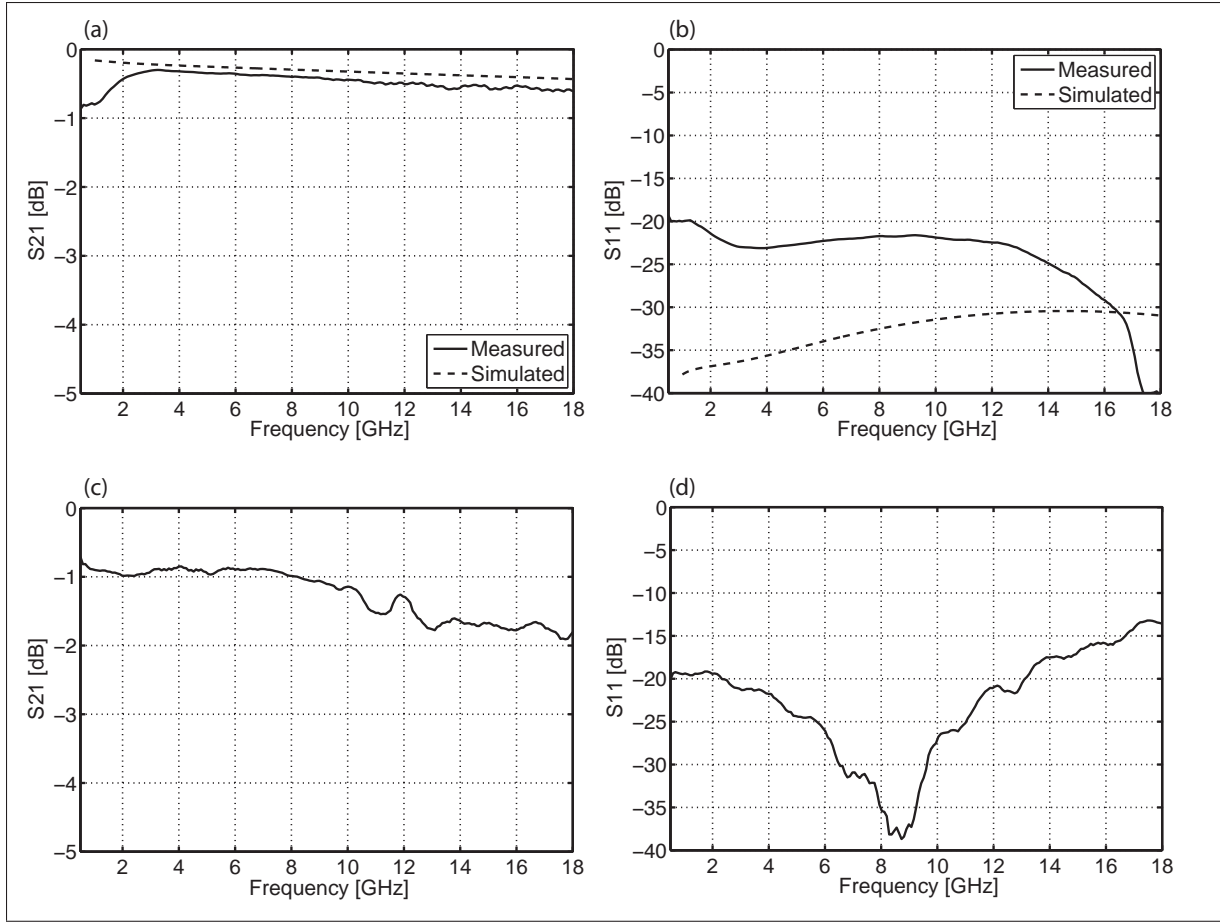 (a)
0
−1
−2
−3
−4
−5
S21 [dB]
2 4 6 8 10 12 14 16 18
Frequency [GHz]
Measured
Simulated
(b)
0
−5
−10
−15
−20
−25
−30
−35
−40
S11 [dB]
2 4 6 8 10 12 14 16 18
Frequency [GHz]
Measured
Simulated
(c)
0
−1
−2
−3
−4
−5
S21 [dB]
2 4 6 8 10 12 14 16 18
Frequency [GHz]
(d)
0
−5
−10
−15
−20
−25
−30
−35
−40
S11 [dB]
2 4 6 8 10 12 14 16 18
Frequency [GHz]